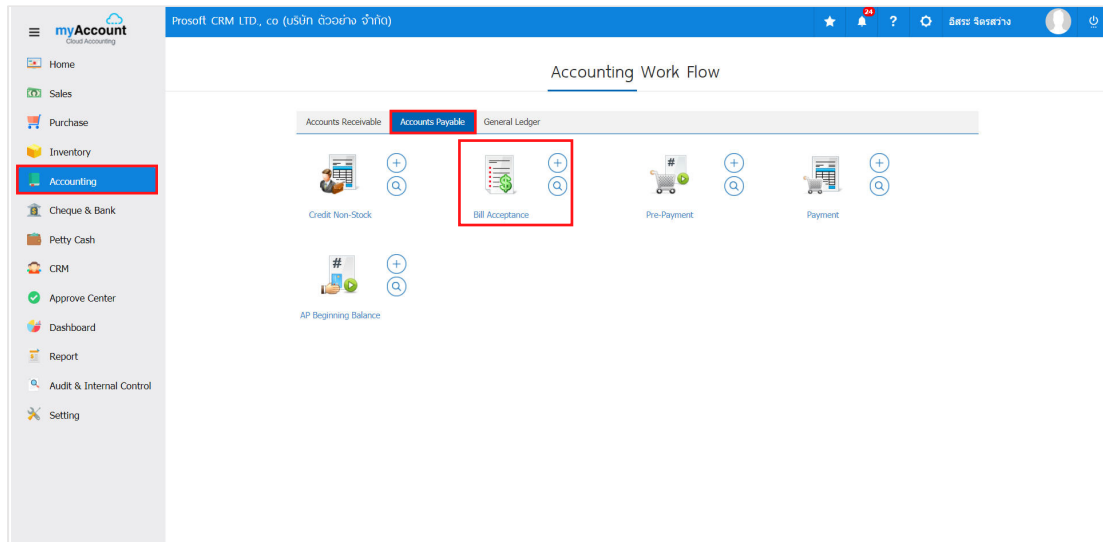 myAccount
Cloud Accounting
Prosoft CRM LTD., co (บริษัท ตัวอย่าง จำกัด)
24
?
อิสระ จิตรสว่าง
Home
Sales
Purchase
Inventory
Accounting
Cheque & Bank
Petty Cash
CRM
Approve Center
Dashboard
Report
Audit & Internal Control
Setting
Accounting Work Flow
Accounts Receivable Accounts Payable General Ledger
Credit Non-Stock
Bill Acceptance
#
Pre-Payment
Payment
#
AP Beginning Balance